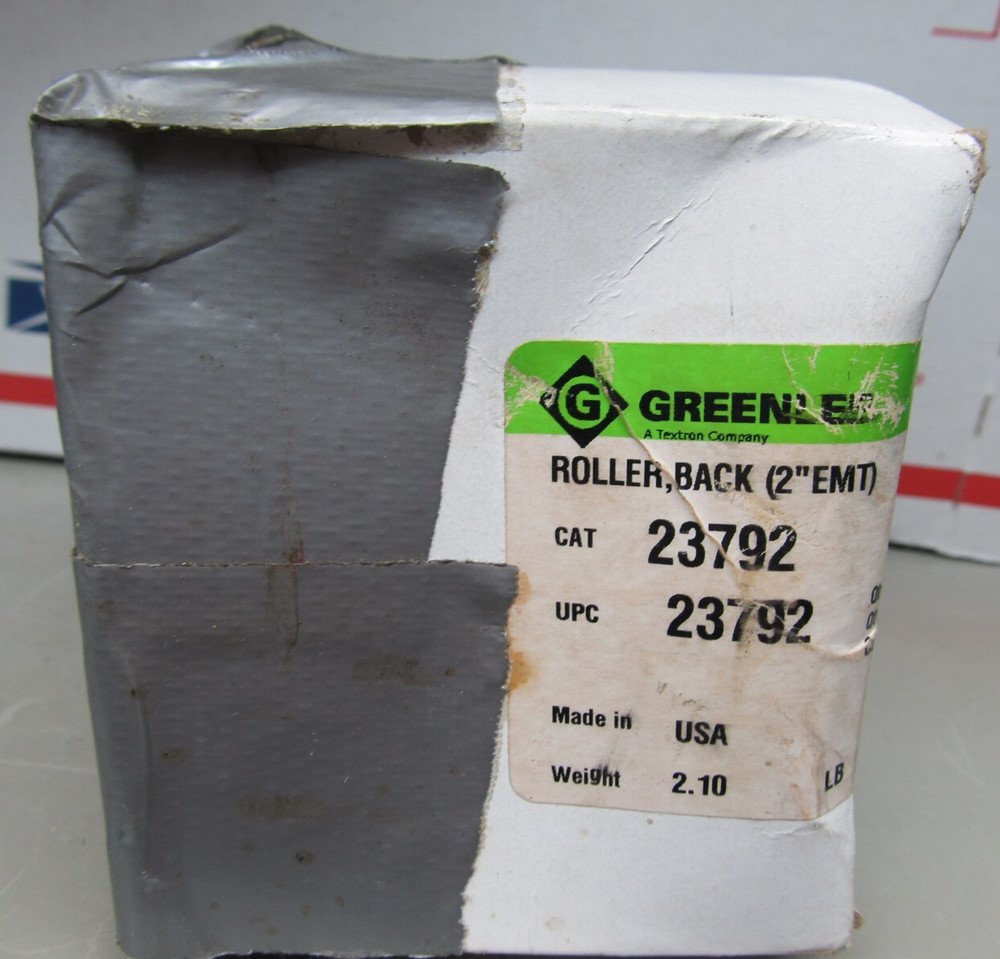 G GREENLEE
A Textron Company
ROLLER,BACK (2"EMT)
CAT 23792
UPC 23792
Made in USA
Weight 2.10 LB